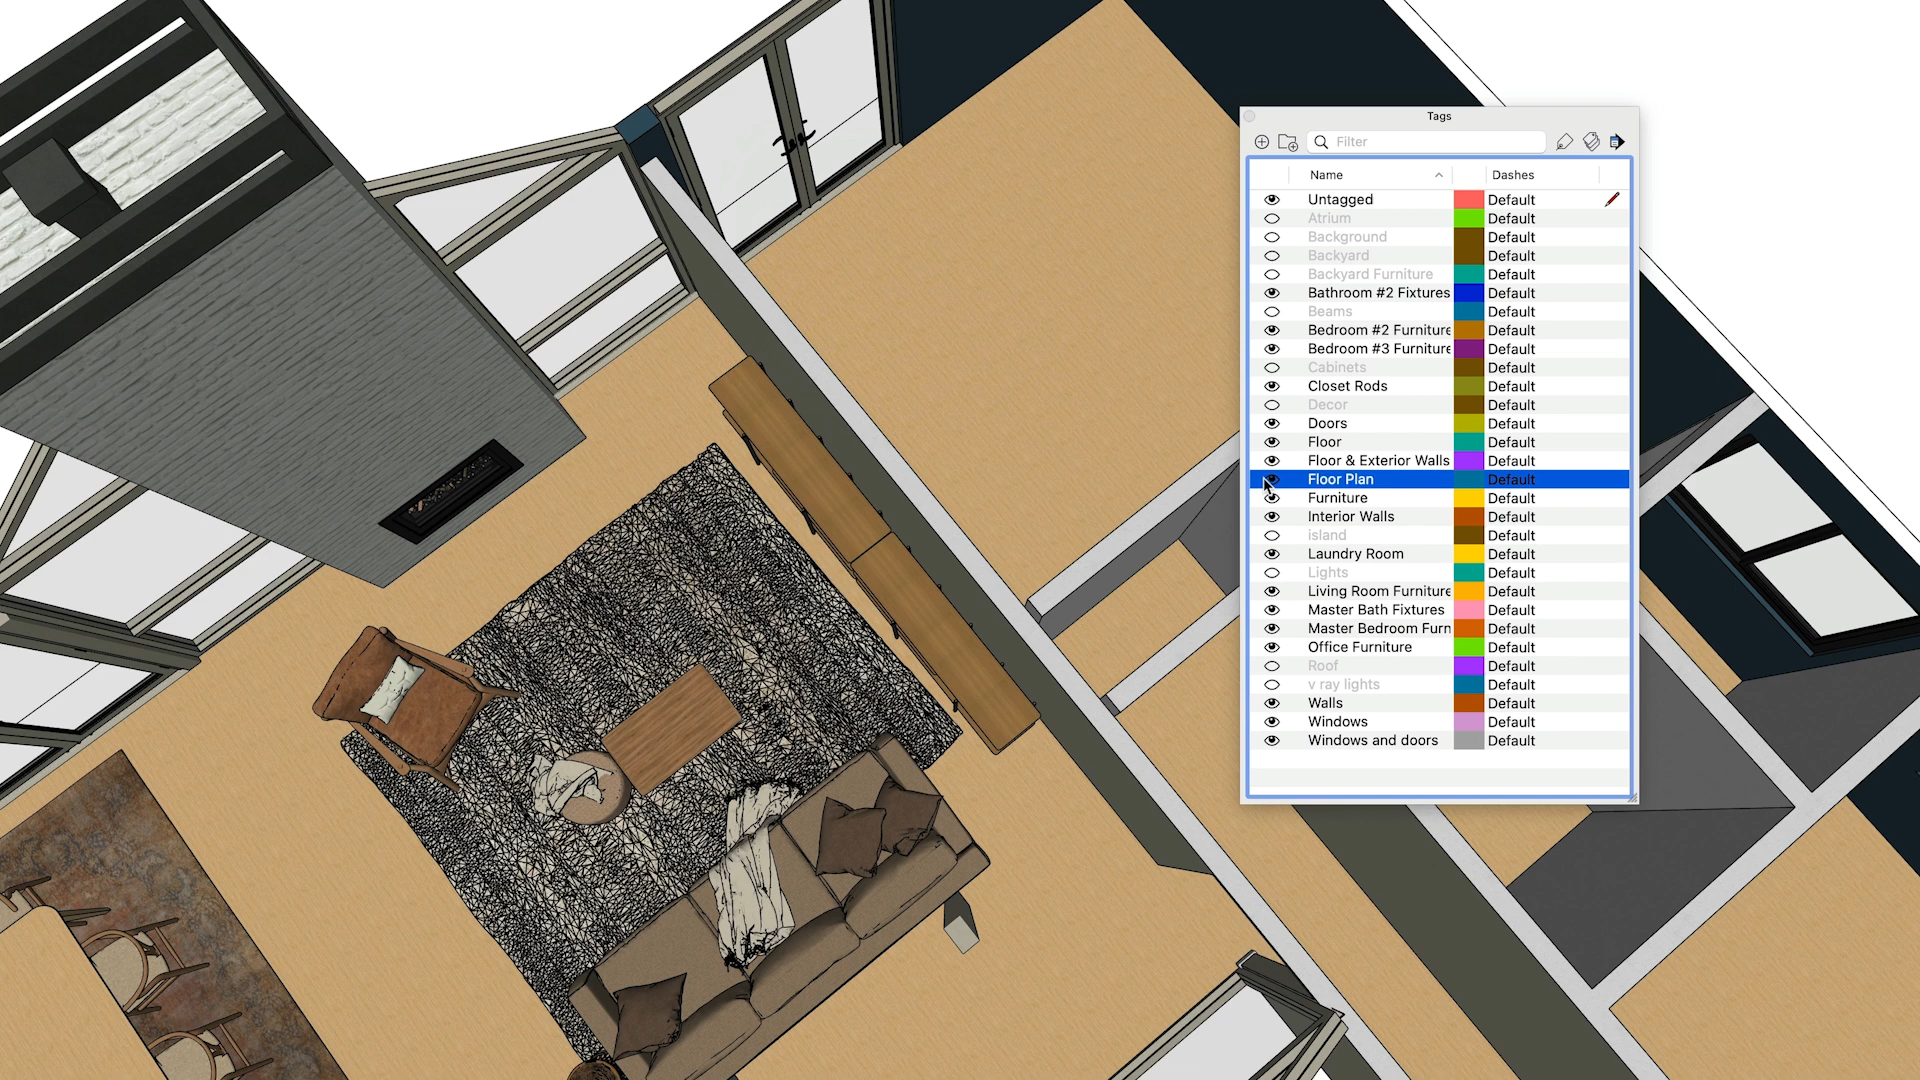 Tags
Filter
Name Dashes
Untagged Default
Atrium Default
Background Default
Backyard Default
Backyard Furniture Default
Bathroom #2 Fixtures Default
Beams Default
Bedroom #2 Furniture Default
Bedroom #3 Furniture Default
Cabinets Default
Closet Rods Default
Decor Default
Doors Default
Floor Default
Floor & Exterior Walls Default
Floor Plan Default
Furniture Default
Interior Walls Default
island Default
Laundry Room Default
Lights Default
Living Room Furniture Default
Master Bath Fixtures Default
Master Bedroom Furn Default
Office Furniture Default
Roof Default
v ray lights Default
Walls Default
Windows Default
Windows and doors Default